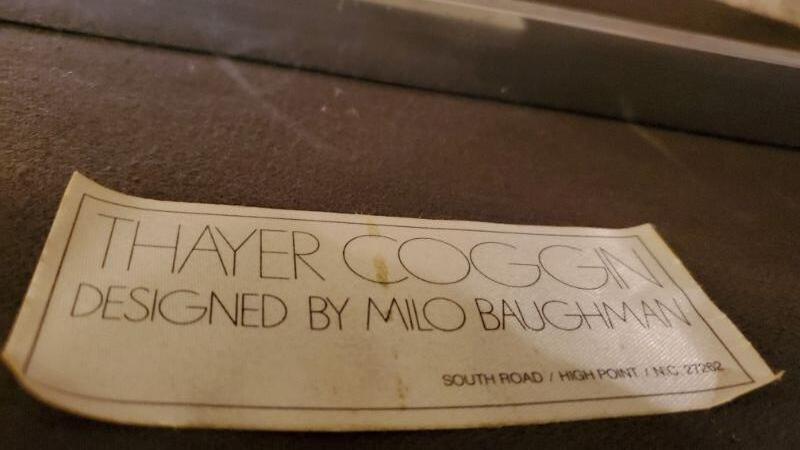 THAYER COGGIN
DESIGNED BY MILO BAUGHMAN
SOUTH ROAD / HIGH POINT / N.C. 27262